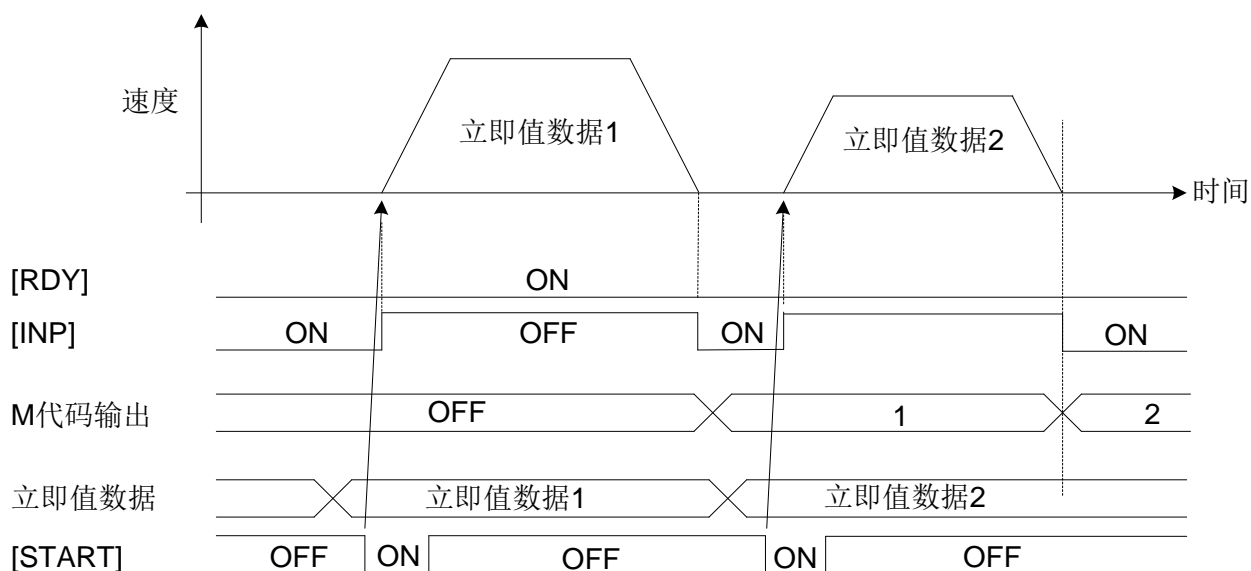 速度
立即值数据1
立即值数据2
时间
[RDY]
ON
[INP]
ON
OFF
ON
ON
M代码输出
OFF
1
2
立即值数据
立即值数据1
立即值数据2
[START]
OFF
ON
OFF
ON
OFF